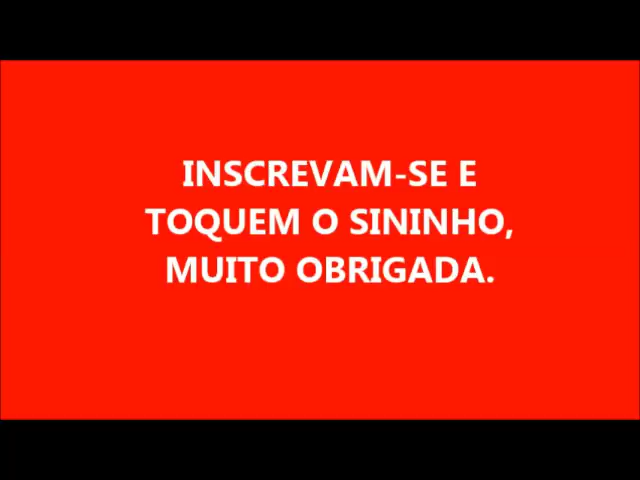 INSCREVAM-SE E
TOQUEM O SININHO,
MUITO OBRIGADA.